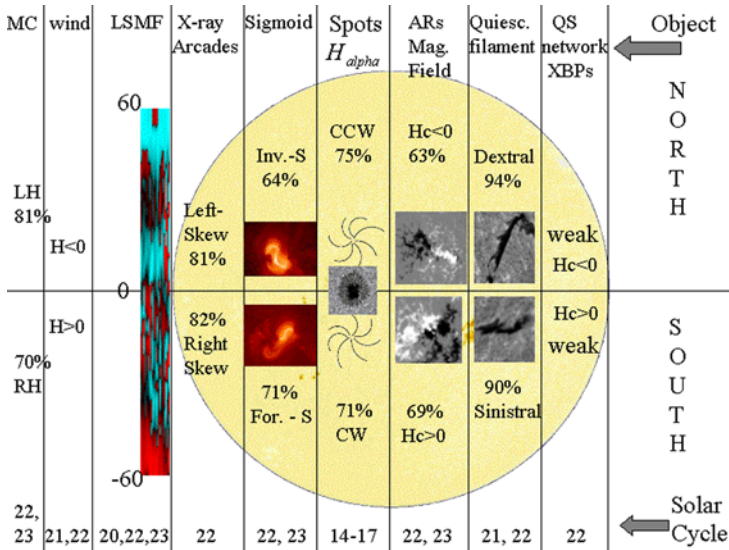 MC
wind
LSMF
X-ray
Arcades
Sigmoid
Spots
H alpha
ARs
Mag.
Field
Quiesc.
filament
QS
network
XBPs
Object
60
0
-60
LH
81%
70%
RH
H<0
H>0
Left-
Skew
81%
82%
Right
Skew
Inv.-S
64%
71%
For. - S
CCW
75%
71%
CW
Hc<0
63%
69%
Hc>0
Dextral
94%
90%
Sinistral
weak
Hc<0
Hc>0
weak
N
O
R
T
H
S
O
U
T
H
22,
23
21,22
20,22,23
22
22, 23
14-17
22, 23
21, 22
22
Solar
Cycle